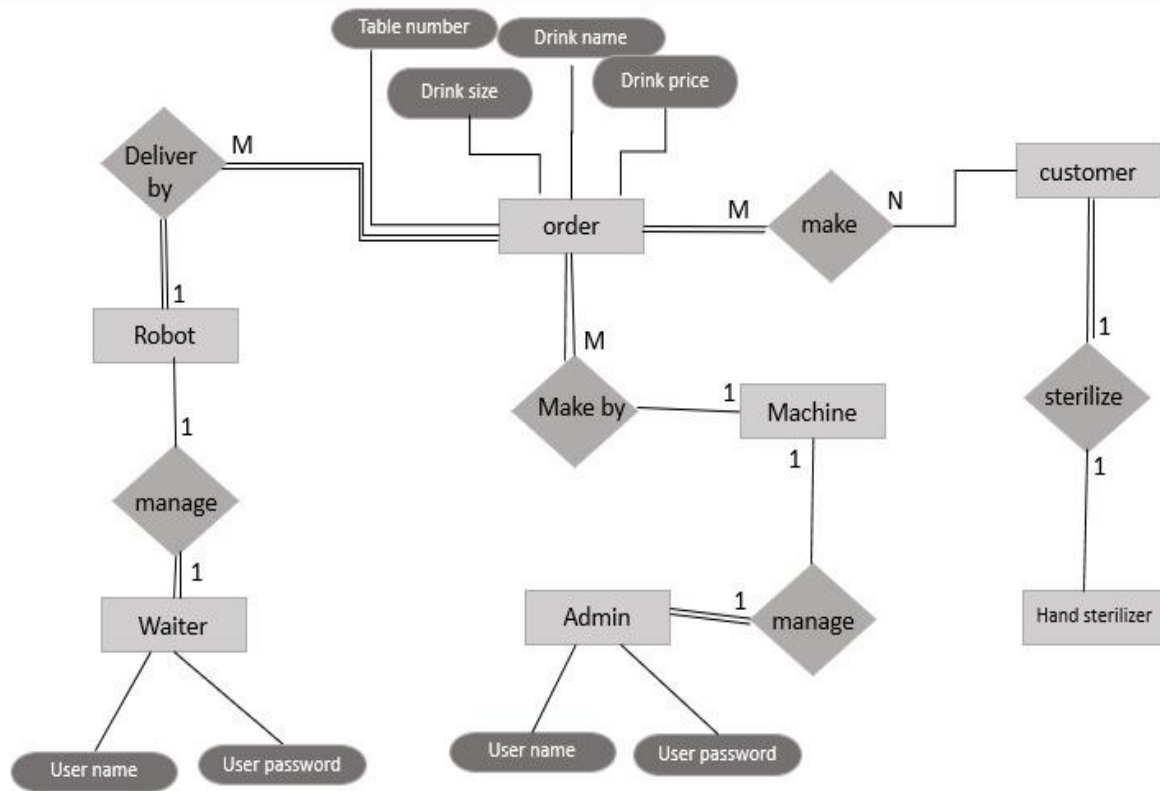 Table number
Drink name
Drink size
Drink price
Deliver
by
M
order
M
make
N
customer
1
Robot
M
Make by
1
Machine
1
sterilize
1
1
1
manage
1
Waiter
Admin
1
manage
Hand sterilizer
User name
User password
User name
User password